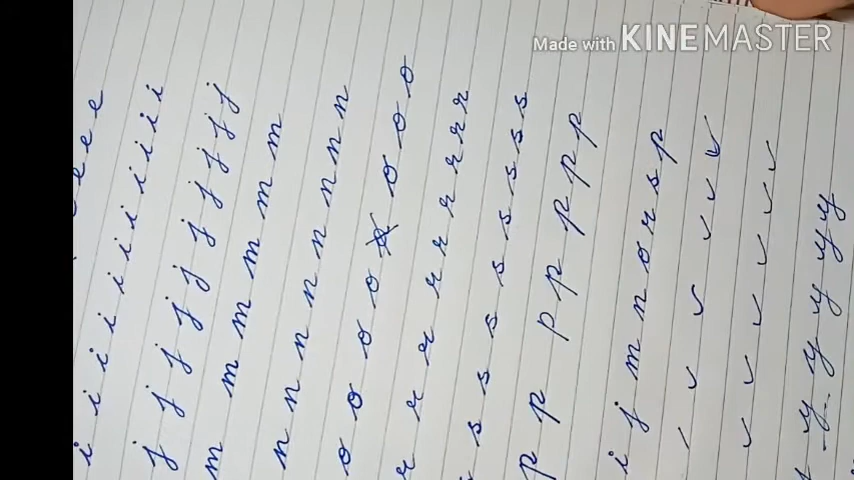 Made with KINEMASTER
e e e
i i i i i i i i i i
j j j j j j j j j
m m m m m m
n n n n n n n
o o o o o o o
r r r r r r r r r
s s s s s s s s
p p p p p p p
i j m n o r s p
y y y y y y